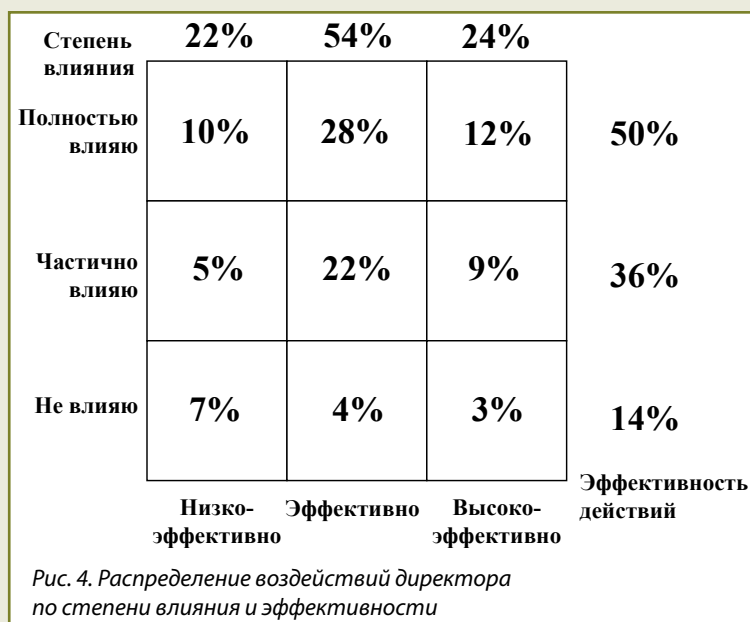 Степень 22% 54% 24%
влияния
Полностью
влияю 10% 28% 12% 50%
Частично
влияю 5% 22% 9% 36%
Не влияю 7% 4% 3% 14%
Эффективность
действий
Низко- Эффективно Высоко-
эффективно эффективно
Рис. 4. Распределение воздействий директора
по степени влияния и эффективности